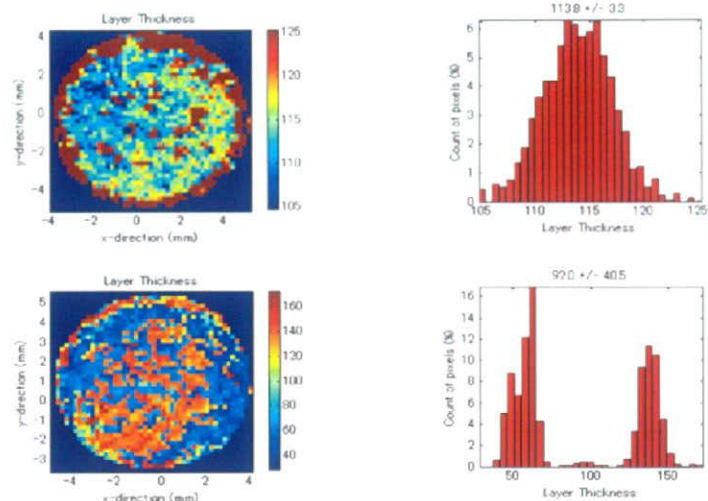 Layer Thickness
4
3
2
1
0
-1
-2
-3
-4
y-direction (mm)
-4 -2 0 2 4
x-direction (mm)
125
120
115
110
105
113.8 +/- 3.3
6
5
4
3
2
1
0
Count of pixels (%)
105 110 115 120 125
Layer Thickness
Layer Thickness
5
4
3
2
1
0
-1
-2
-3
y-direction (mm)
-4 -2 0 2 4
x-direction (mm)
160
140
120
100
80
60
40
92.0 +/- 40.5
16
14
12
10
8
6
4
2
0
Count of pixels (%)
50 100 150
Layer Thickness